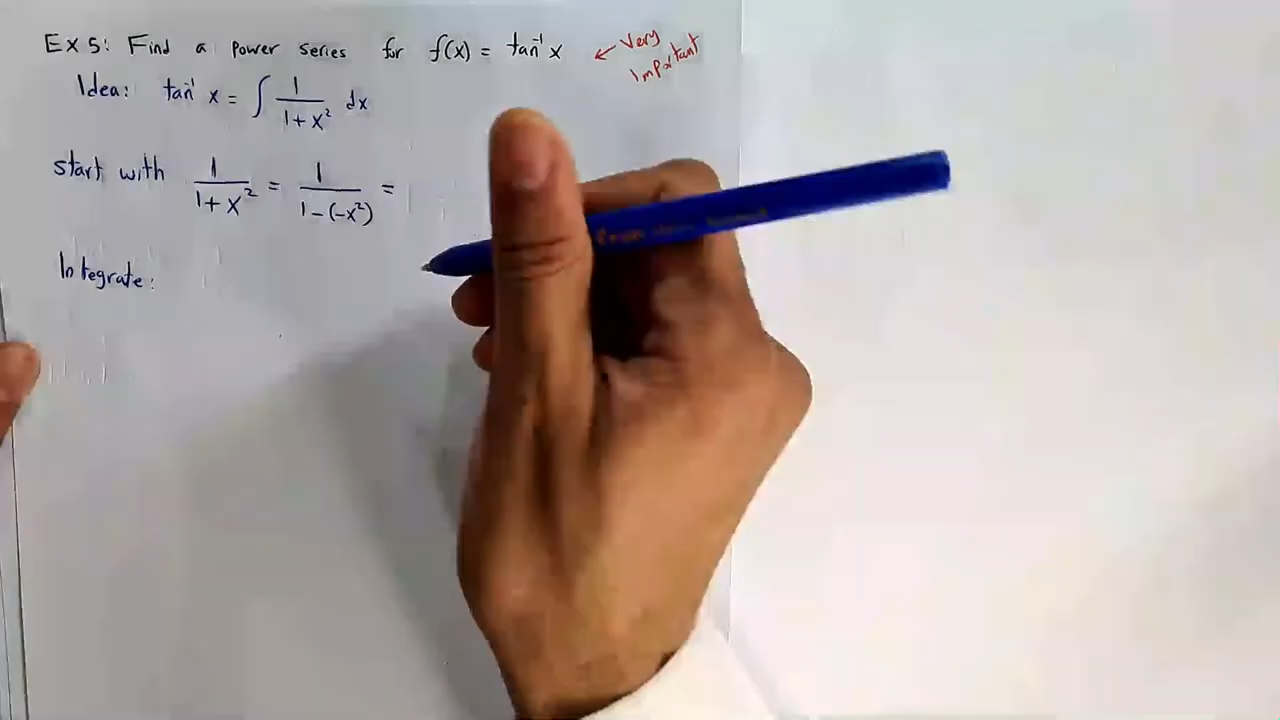 Ex 5: Find a power series for f(x) = tan⁻¹ x ← Very Important
Idea: tan⁻¹ x = ∫ 1/(1 + x²) dx
start with 1/(1 + x²) = 1/(1 - (-x²)) =
Integrate: